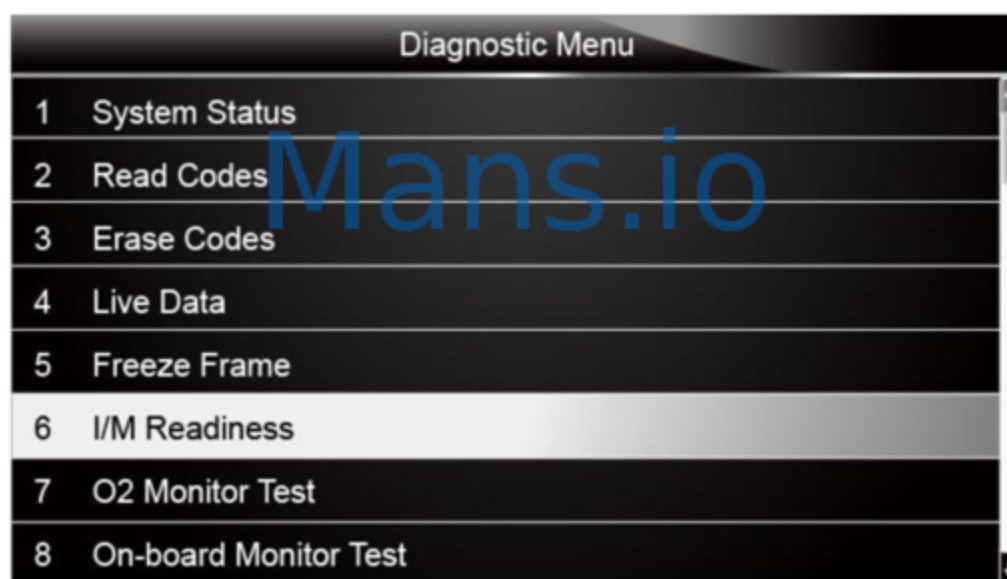 Diagnostic Menu
1 System Status
Mans.io
2 Read Codes
3 Erase Codes
4 Live Data
5 Freeze Frame
6 I/M Readiness
7 O2 Monitor Test
8 On-board Monitor Test